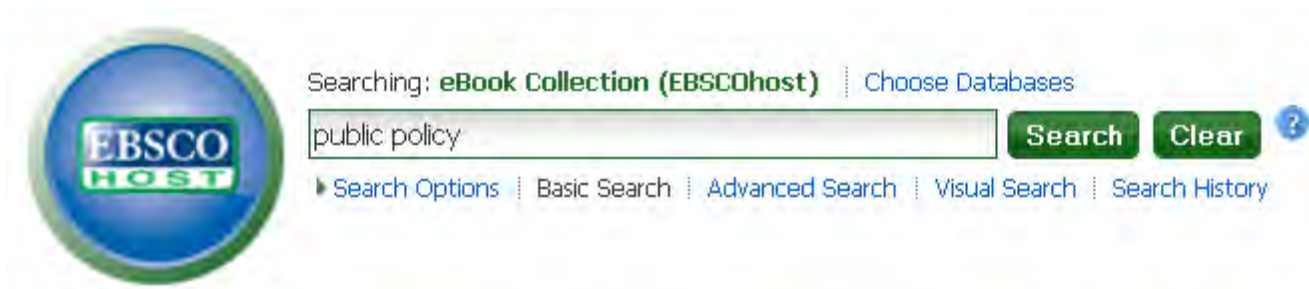 EBSCO
HOST
Searching: eBook Collection (EBSCOhost) Choose Databases
public policy Search Clear ?
Search Options Basic Search Advanced Search Visual Search Search History